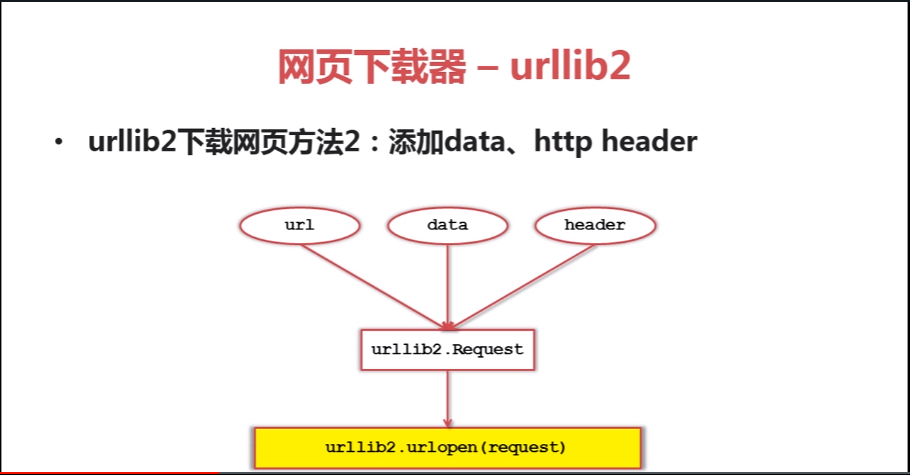 网页下载器 – urllib2
• urllib2下载网页方法2：添加data、http header
url data header
urllib2.Request
urllib2.urlopen(request)